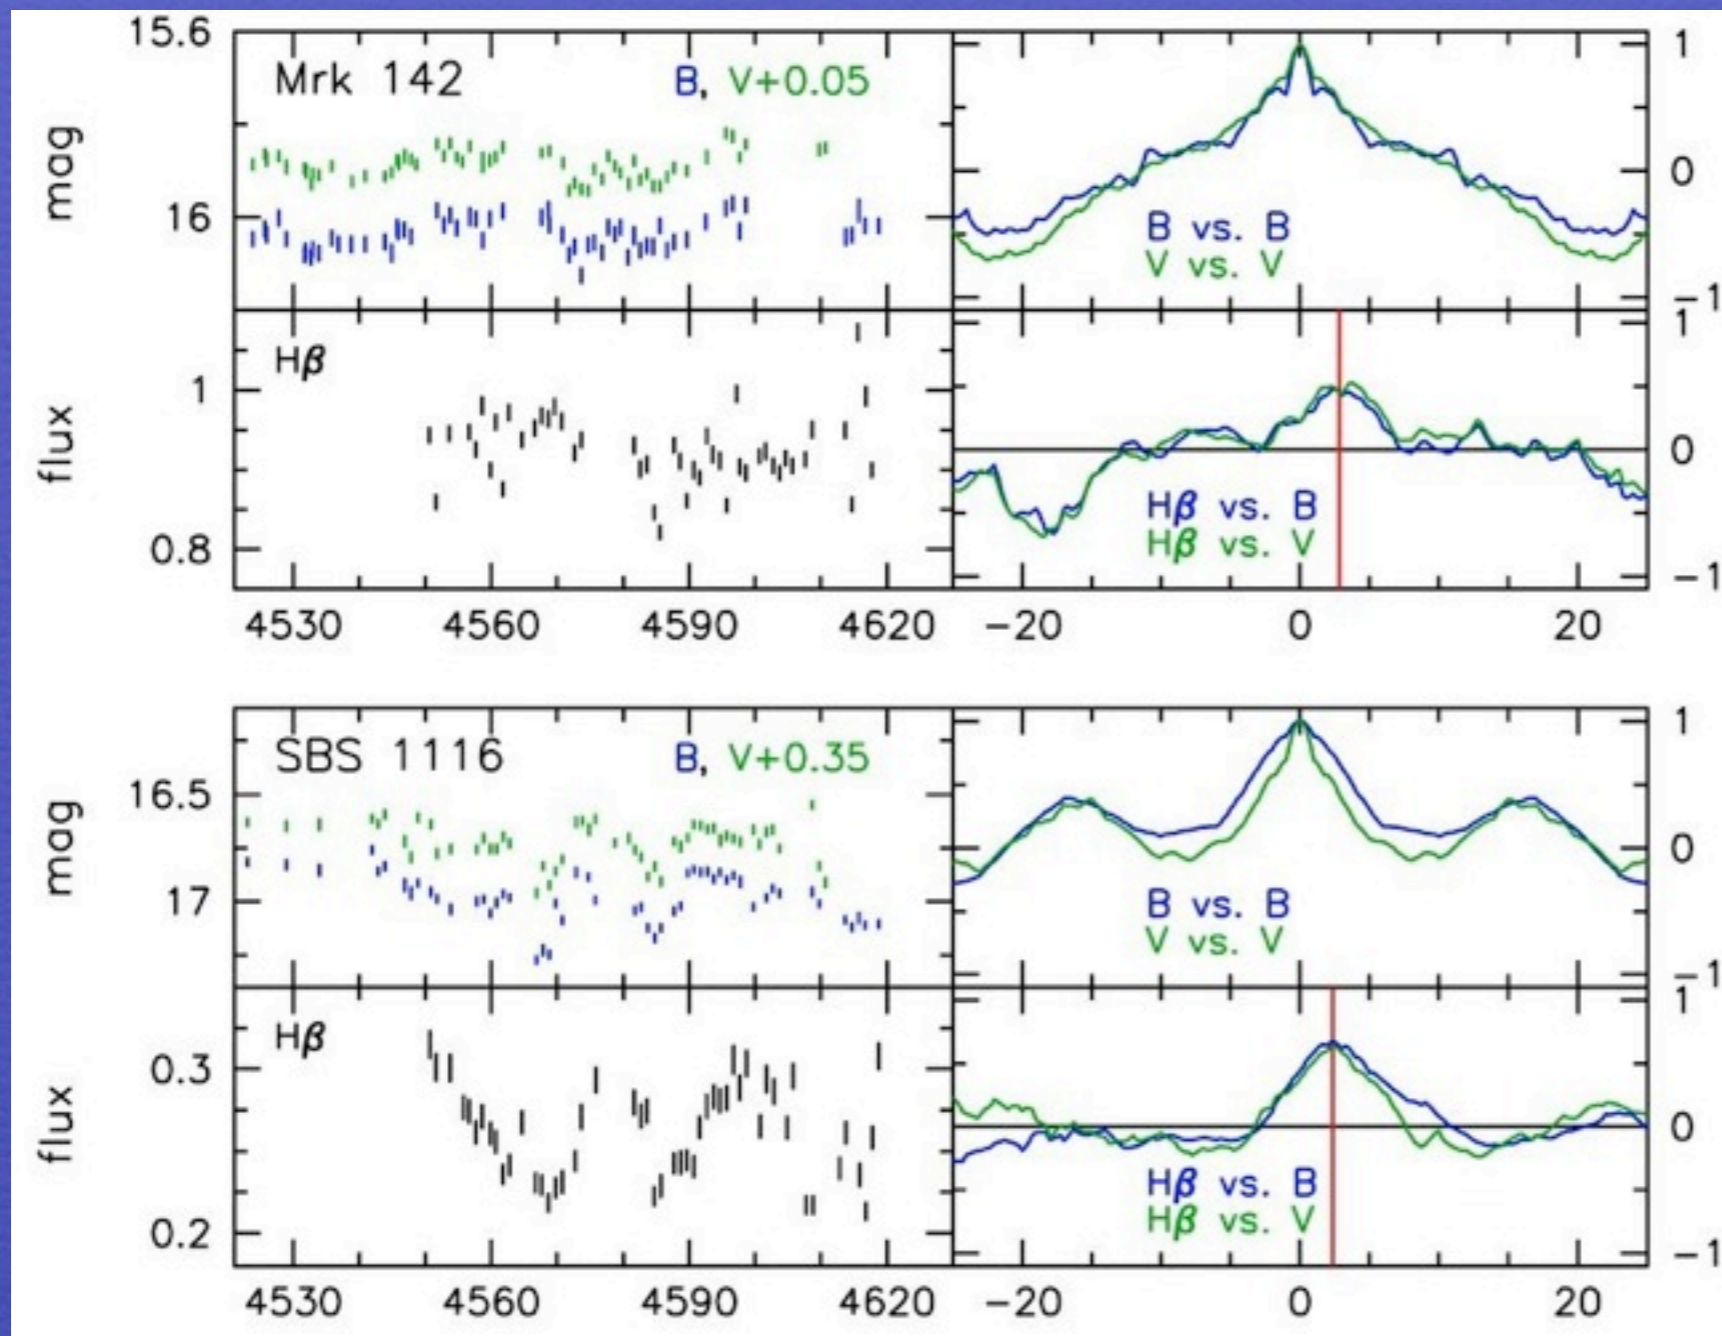 15.6
Mrk 142 B, V+0.05
mag
16
B vs. B
V vs. V
1
0
−1
Hβ
flux
1
0.8
Hβ vs. B
Hβ vs. V
1
0
−1
4530 4560 4590 4620 −20 0 20
SBS 1116 B, V+0.35
mag
16.5
17
B vs. B
V vs. V
1
0
−1
Hβ
flux
0.3
0.2
Hβ vs. B
Hβ vs. V
1
0
−1
4530 4560 4590 4620 −20 0 20